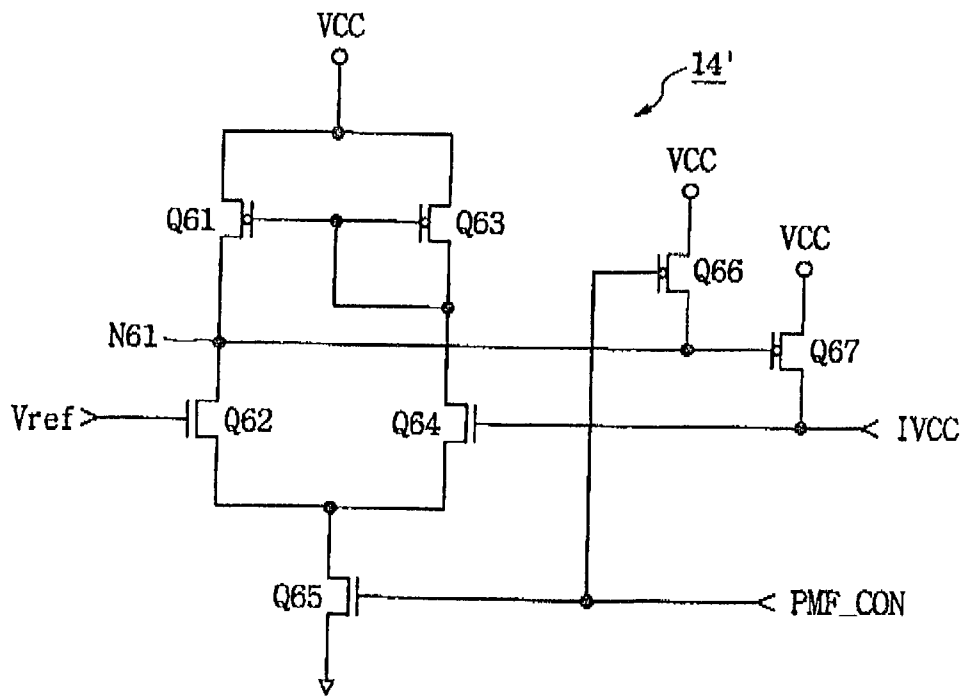 VCC
14'
VCC
Q61
Q63
VCC
Q66
N61
Q67
Vref
Q62
Q64
IVCC
Q65
PMF_CON